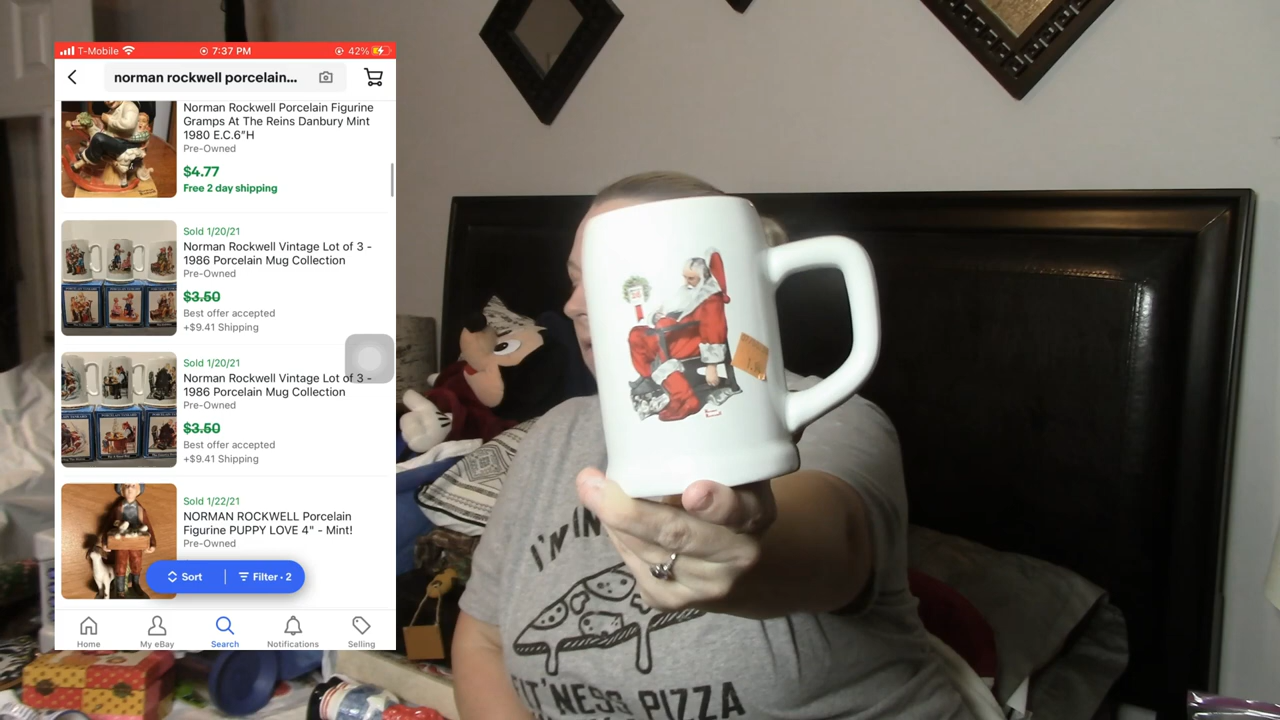 T-Mobile
7:37 PM
42%
norman rockwell porcelain...
Norman Rockwell Porcelain Figurine
Gramps At The Reins Danbury Mint
1980 E.C.6"H
Pre-Owned
$4.77
Free 2 day shipping
Sold 1/20/21
Norman Rockwell Vintage Lot of 3 -
1986 Porcelain Mug Collection
Pre-Owned
$3.50
Best offer accepted
+$9.41 Shipping
Sold 1/20/21
Norman Rockwell Vintage Lot of 3 -
1986 Porcelain Mug Collection
Pre-Owned
$3.50
Best offer accepted
+$9.41 Shipping
Sold 1/22/21
NORMAN ROCKWELL Porcelain
Figurine PUPPY LOVE 4" - Mint!
Pre-Owned
Sort
Filter • 2
Home
My eBay
Search
Notifications
Selling
I'M IN
FIT'NESS PIZZA